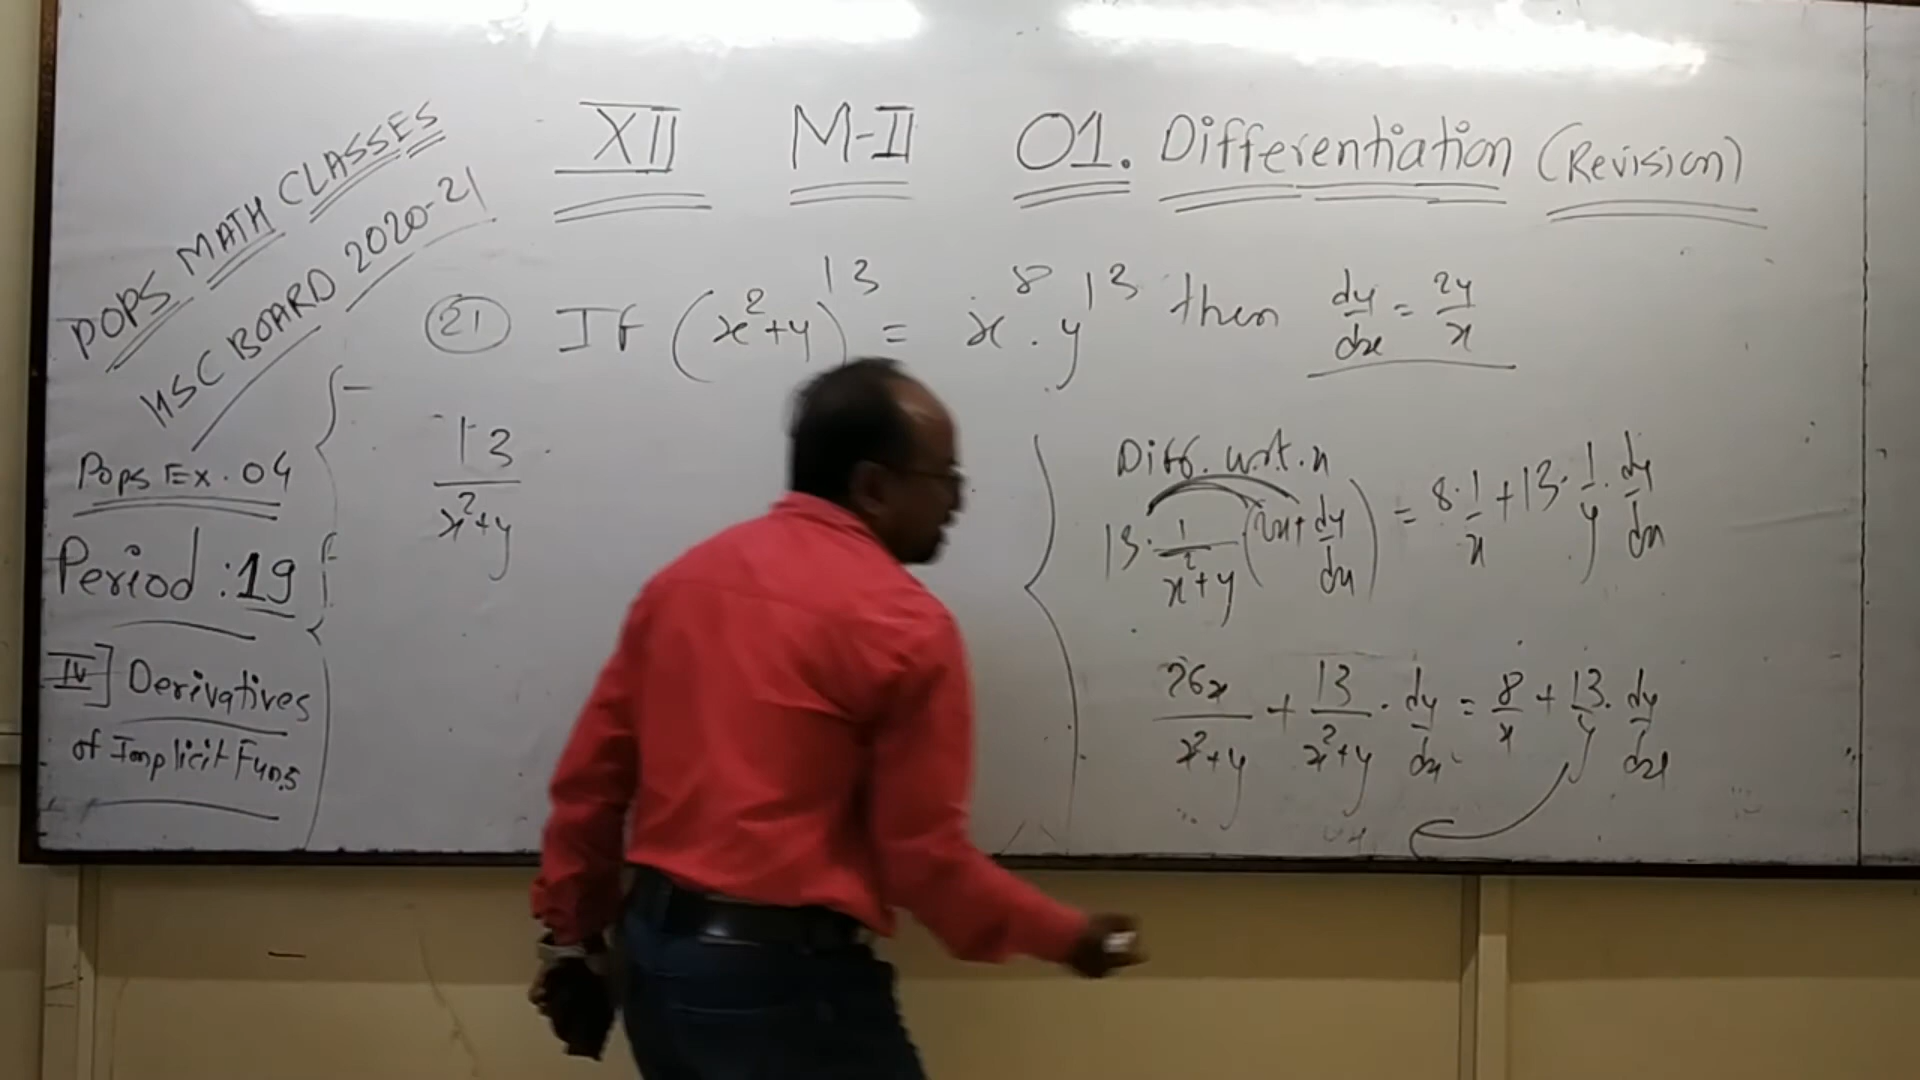 XII M-II 01. Differentiation (Revision)
POPS MATH CLASSES
HSC BOARD 2020-21
Pops Ex. 04
Period : 19
IV] Derivatives
of Implicit Funs
(21) If (x²+y)¹³ = x⁸ . y¹³ then dy/dx = 2y/x
13/(x²+y)
Diff. w.r.t. x
13 · 1/(x²+y) (2x + dy/dx) = 8 · 1/x + 13 · 1/y · dy/dx
26x/(x²+y) + 13/(x²+y) · dy/dx = 8/x + 13/y · dy/dx